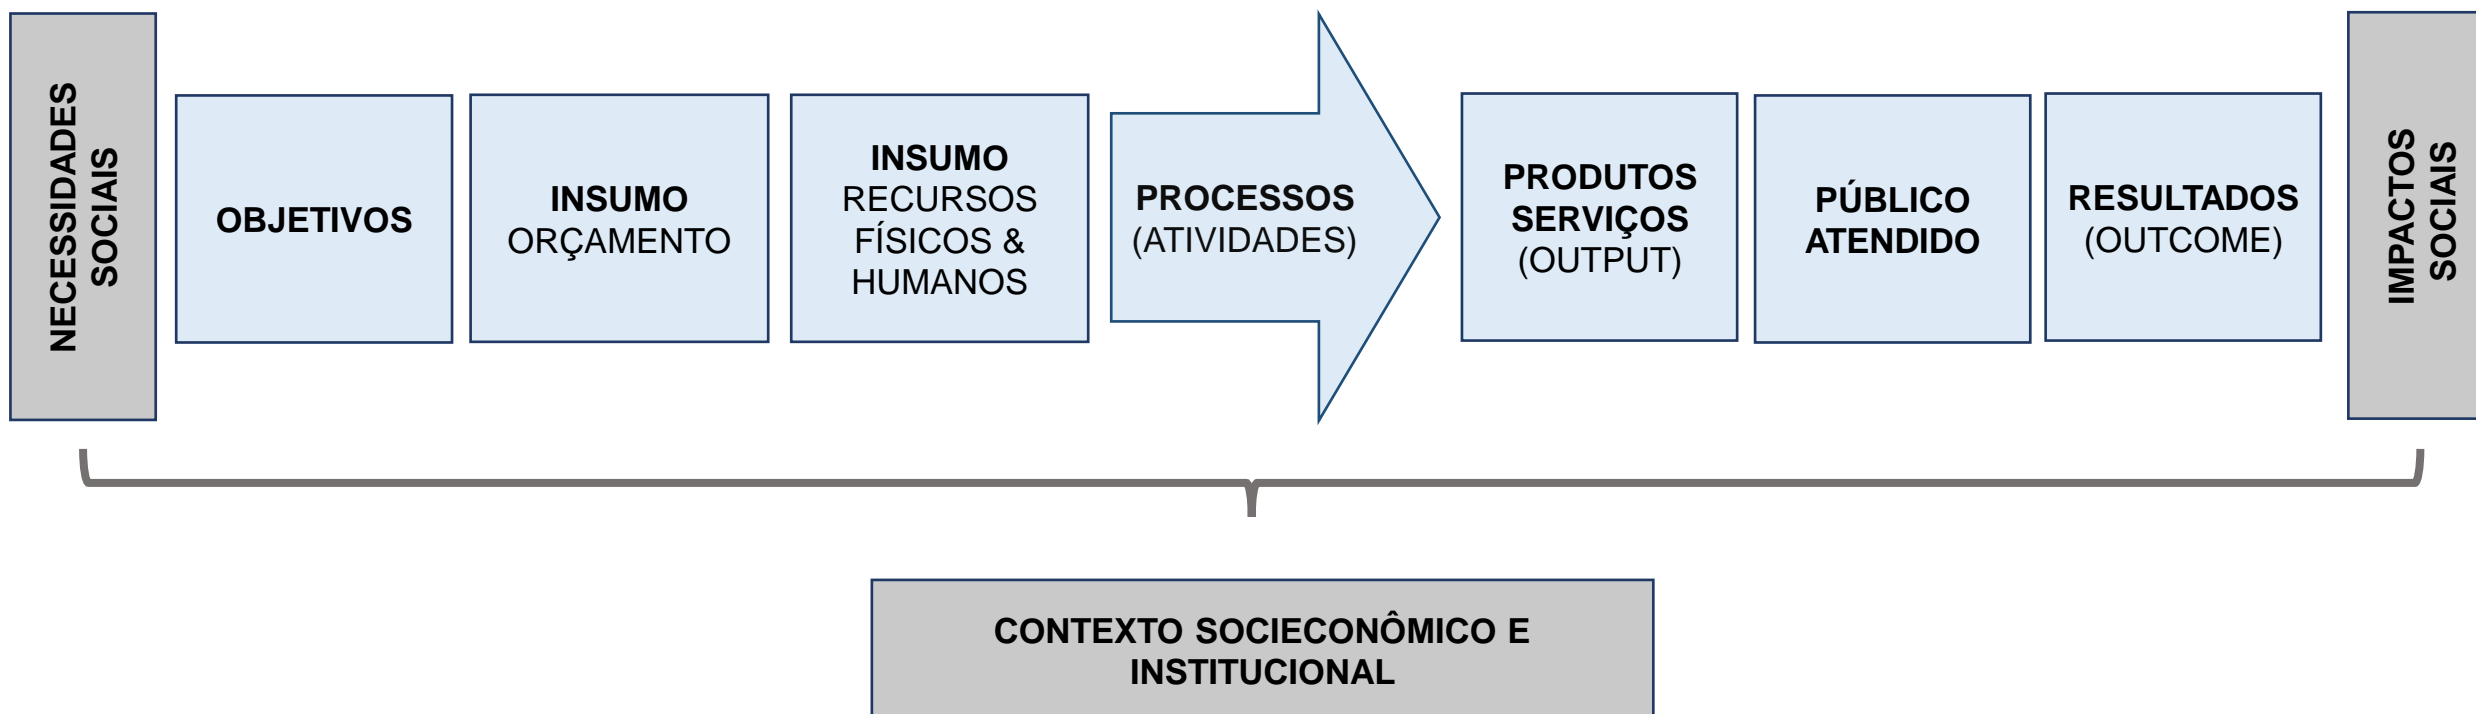 NECESSIDADES
SOCIAIS
OBJETIVOS
INSUMO
ORÇAMENTO
INSUMO
RECURSOS
FÍSICOS &
HUMANOS
PROCESSOS
(ATIVIDADES)
PRODUTOS
SERVIÇOS
(OUTPUT)
PÚBLICO
ATENDIDO
RESULTADOS
(OUTCOME)
IMPACTOS
SOCIAIS
CONTEXTO SOCIECONÔMICO E
INSTITUCIONAL